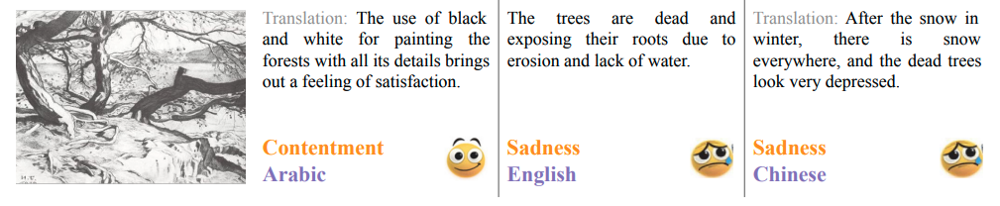 Translation: The use of black
and white for painting the
forests with all its details brings
out a feeling of satisfaction.
Contentment
Arabic
The trees are dead and
exposing their roots due to
erosion and lack of water.
Sadness
English
Translation: After the snow in
winter, there is snow
everywhere, and the dead trees
look very depressed.
Sadness
Chinese